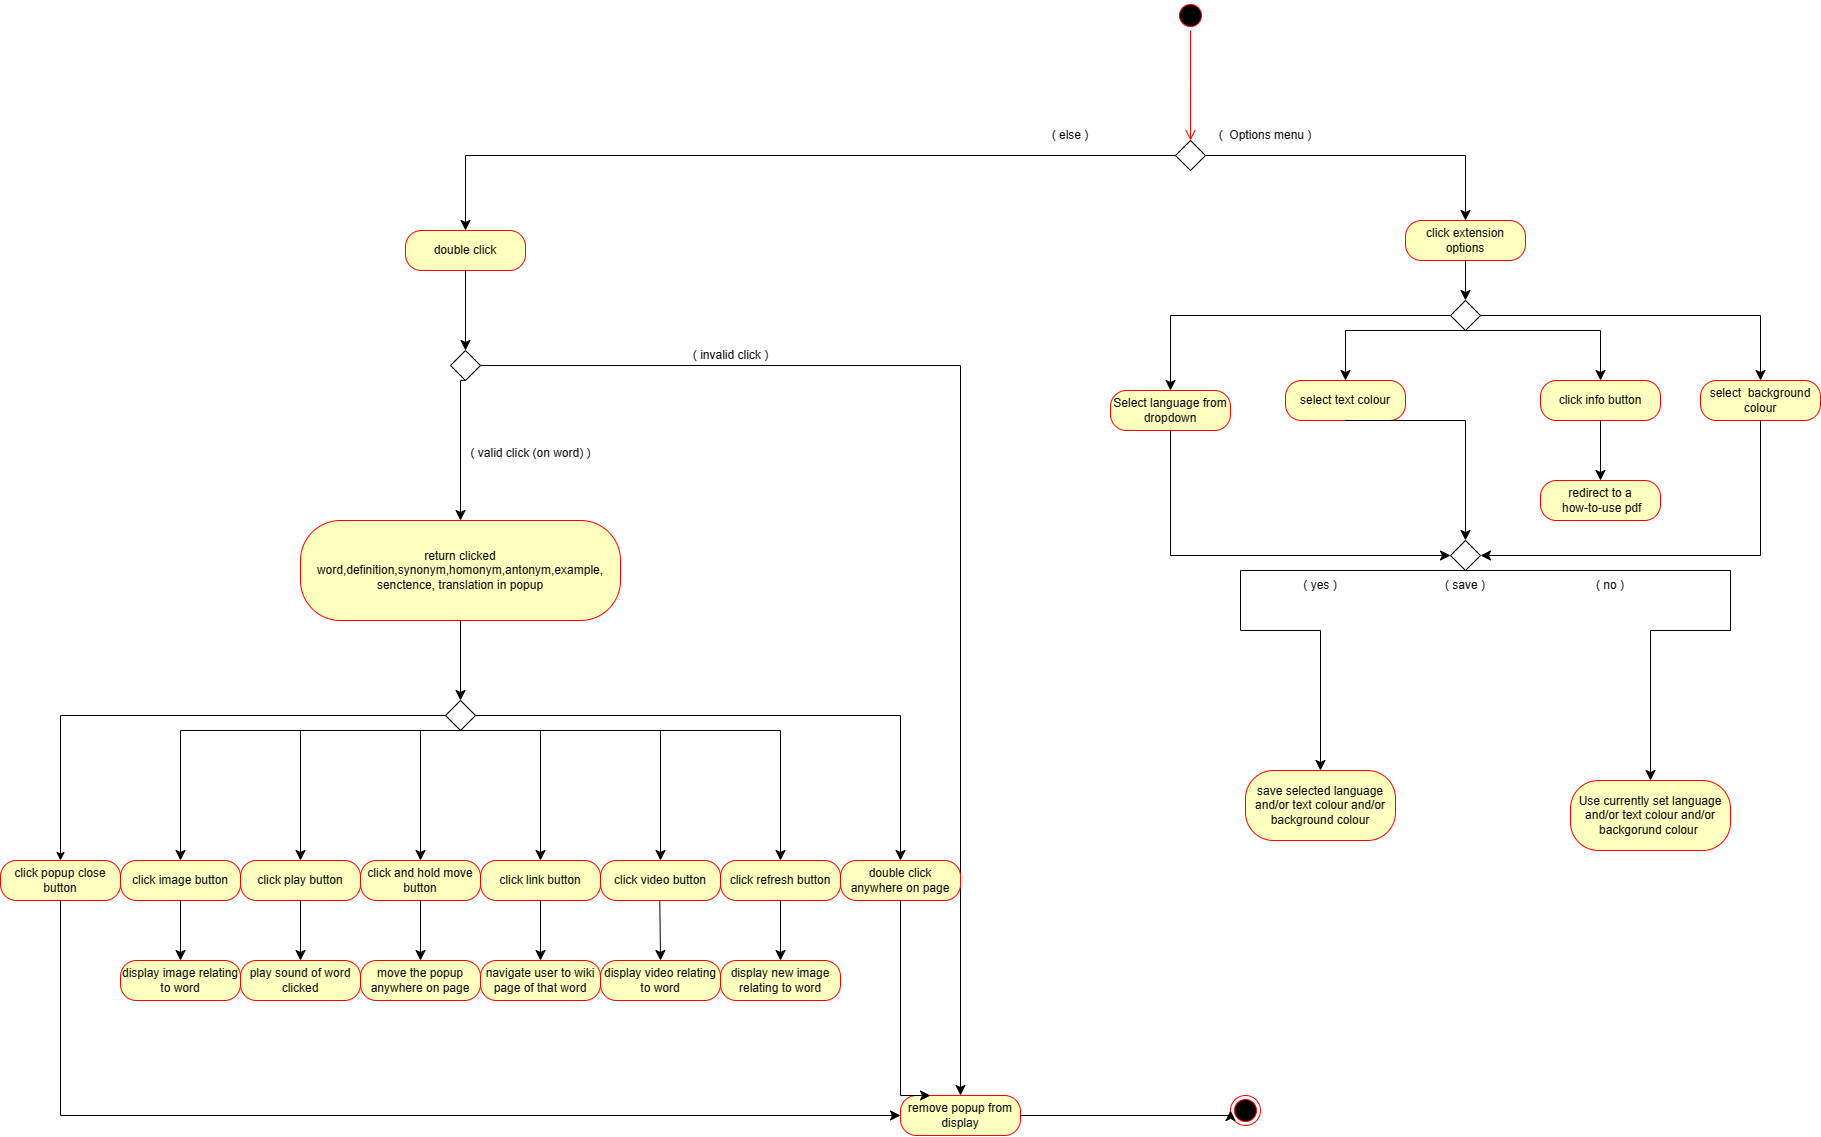 ( else )
( Options menu )
double click
click extension
options
( invalid click )
Select language from
dropdown
select text colour
click info button
select background
colour
( valid click (on word) )
redirect to a
how-to-use pdf
return clicked
word,definition,synonym,homonym,antonym,example,
senctence, translation in popup
( yes )
( save )
( no )
save selected language
and/or text colour and/or
background colour
Use currently set language
and/or text colour and/or
backgorund colour
click popup close
button
click image button
click play button
click and hold move
button
click link button
click video button
click refresh button
double click
anywhere on page
display image relating
to word
play sound of word
clicked
move the popup
anywhere on page
navigate user to wiki
page of that word
display video relating
to word
display new image
relating to word
remove popup from
display